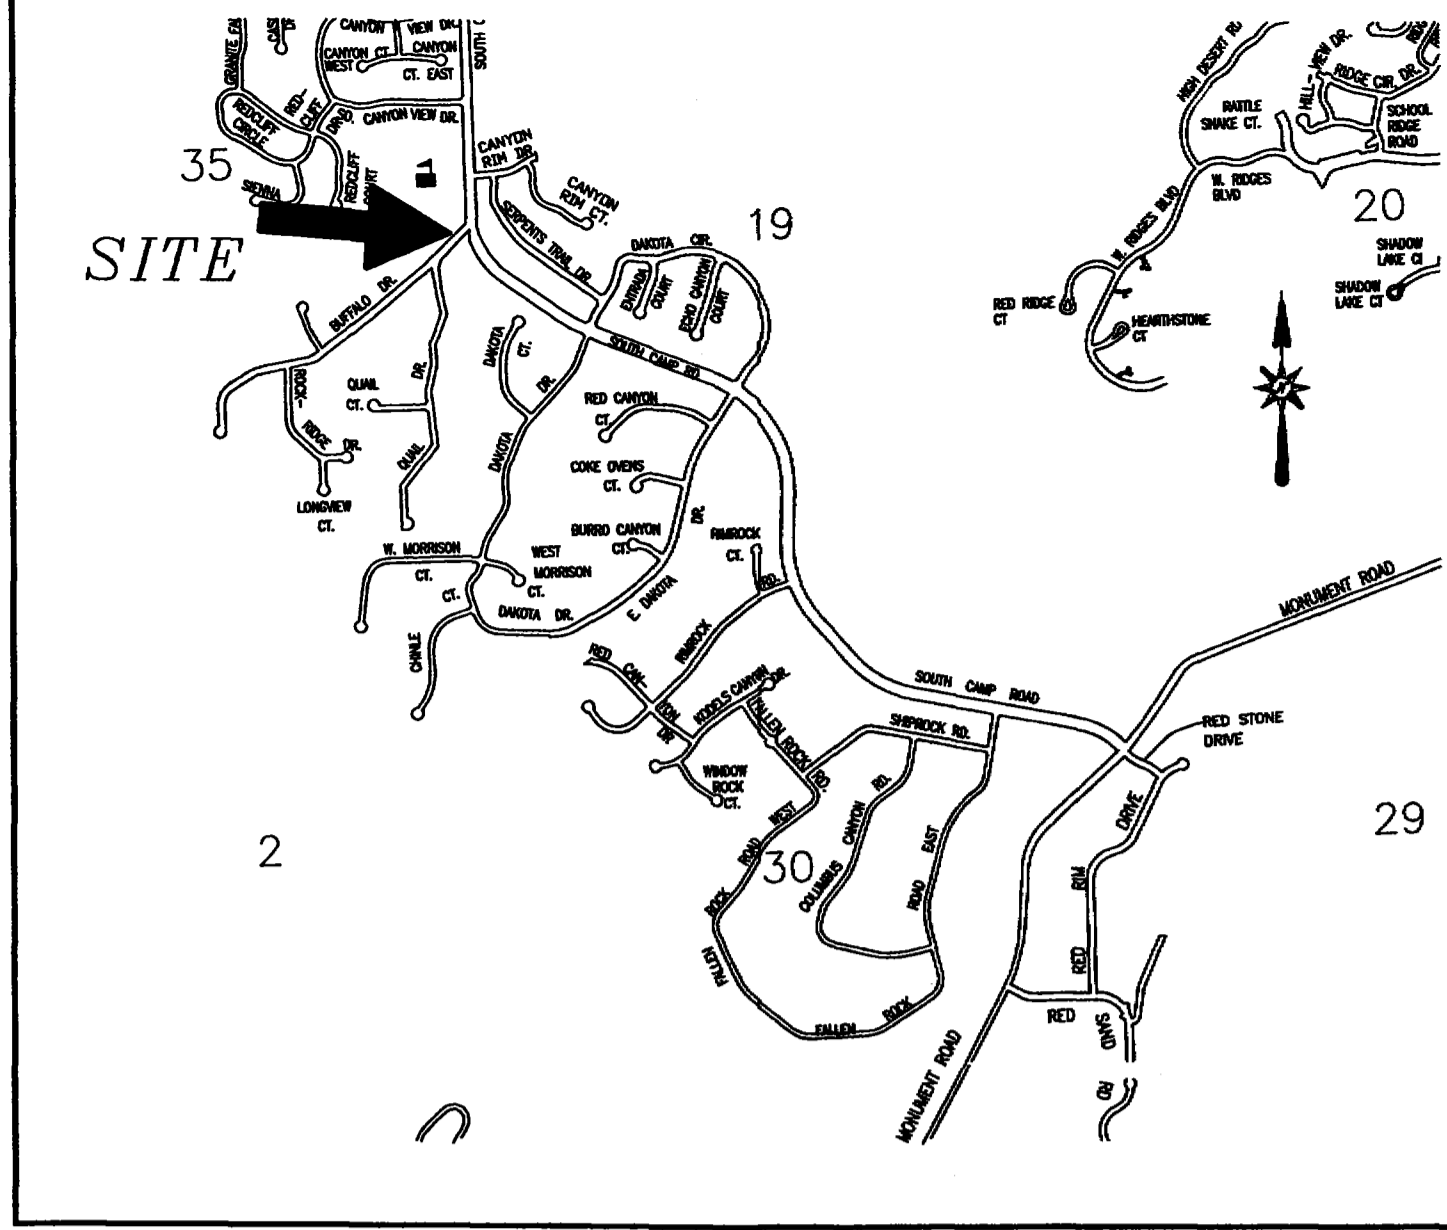 GRANITE FA
CAS
CANYON VIEW DR.
SOUTH C
CANYON CT. WEST
CANYON CT. EAST
RED-
CLIFF
DR.
CANYON VIEW DR.
REDCLIFF
CIRCLE
35
SIENNA
REDCLIFF
COURT
CANYON
RIM DR.
CANYON
RIM CT.
SITE
SERPENTS TRAIL DR.
19
DAKOTA CIR.
ENTRADA
COURT
ECHO CANYON
COURT
BUFFALO DR.
HIGH DESERT RD
HILL- VIEW DR.
RIDGE CIR. DR.
RATTLE
SNAKE CT.
SCHOOL
RIDGE
ROAD
W. RIDGES
BLVD
20
W. RIDGES BLVD
SHADOW
LAKE CI
SHADOW
LAKE CT
RED RIDGE
CT
HEARTHSTONE
CT
DAKOTA
CT.
SOUTH CAMP RD.
ROCK-
RIDGE DR.
QUAIL
CT.
QUAIL DR.
DAKOTA DR.
RED CANYON
CT.
COKE OVENS
CT.
LONGVIEW
CT.
BURRO CANYON
CT.
RIMROCK
CT.
W. MORRISON
CT.
WEST
MORRISON
CT.
CHINLE CT.
DAKOTA DR.
E. DAKOTA DR.
RIMROCK RD.
MONUMENT ROAD
RED CAN-
YON
DR.
KODELS CANYON DR.
FALLEN ROCK RD.
SOUTH CAMP ROAD
SHIPROCK RD.
RED STONE
DRIVE
WINDOW
ROCK
CT.
2
30
29
FALLEN ROCK ROAD WEST
COLUMBUS CANYON RD.
FALLEN ROCK ROAD EAST
RED RIM DRIVE
RED SAND RD
MONUMENT ROAD